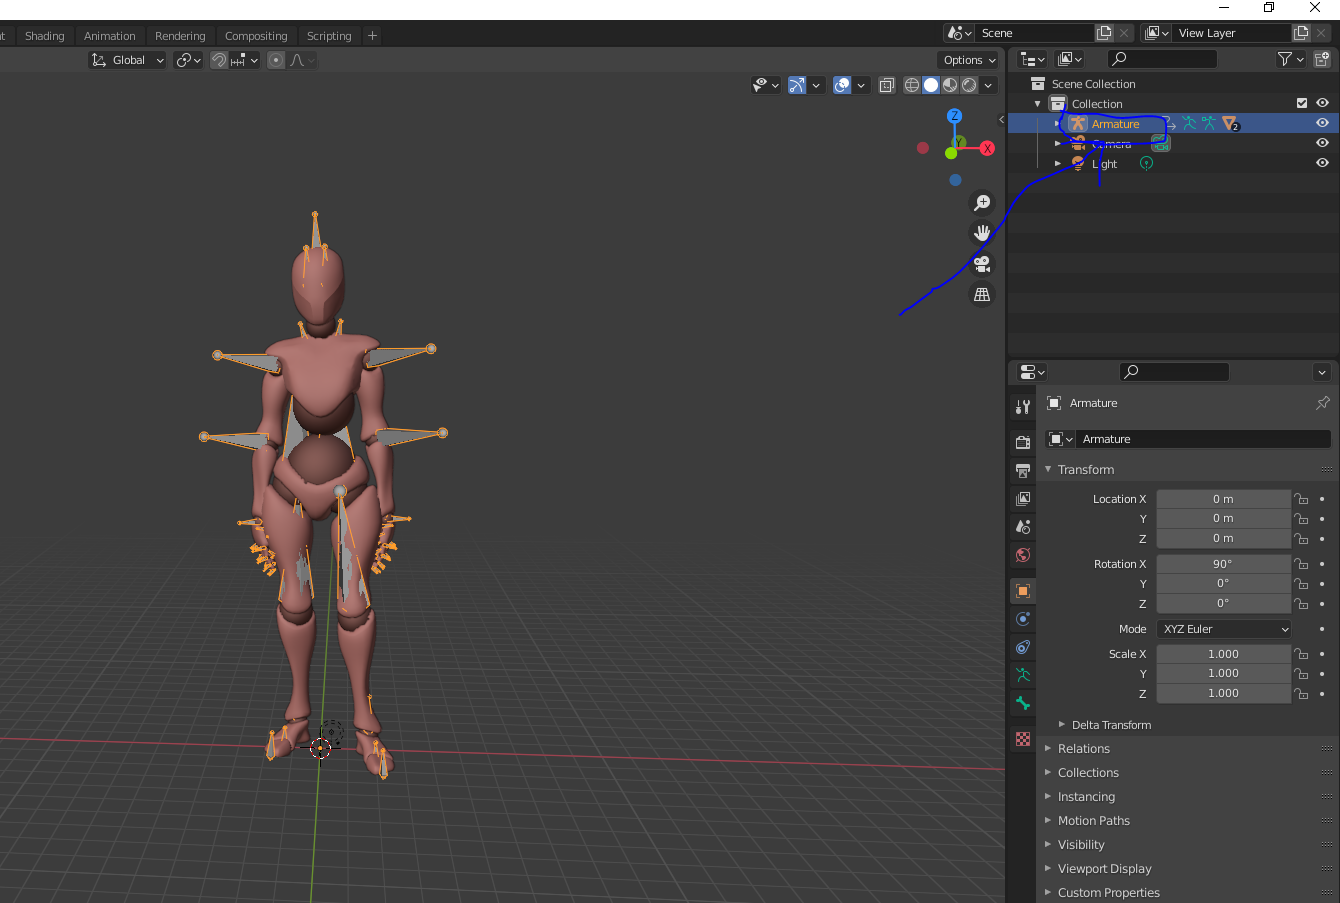 Shading Animation Rendering Compositing Scripting + Scene View Layer
Global Options
Scene Collection
Collection
Armature 2
Camera
Light
Z
Y
X
Armature
Armature
Transform
Location X 0 m
Y 0 m
Z 0 m
Rotation X 90°
Y 0°
Z 0°
Mode XYZ Euler
Scale X 1.000
Y 1.000
Z 1.000
Delta Transform
Relations
Collections
Instancing
Motion Paths
Visibility
Viewport Display
Custom Properties